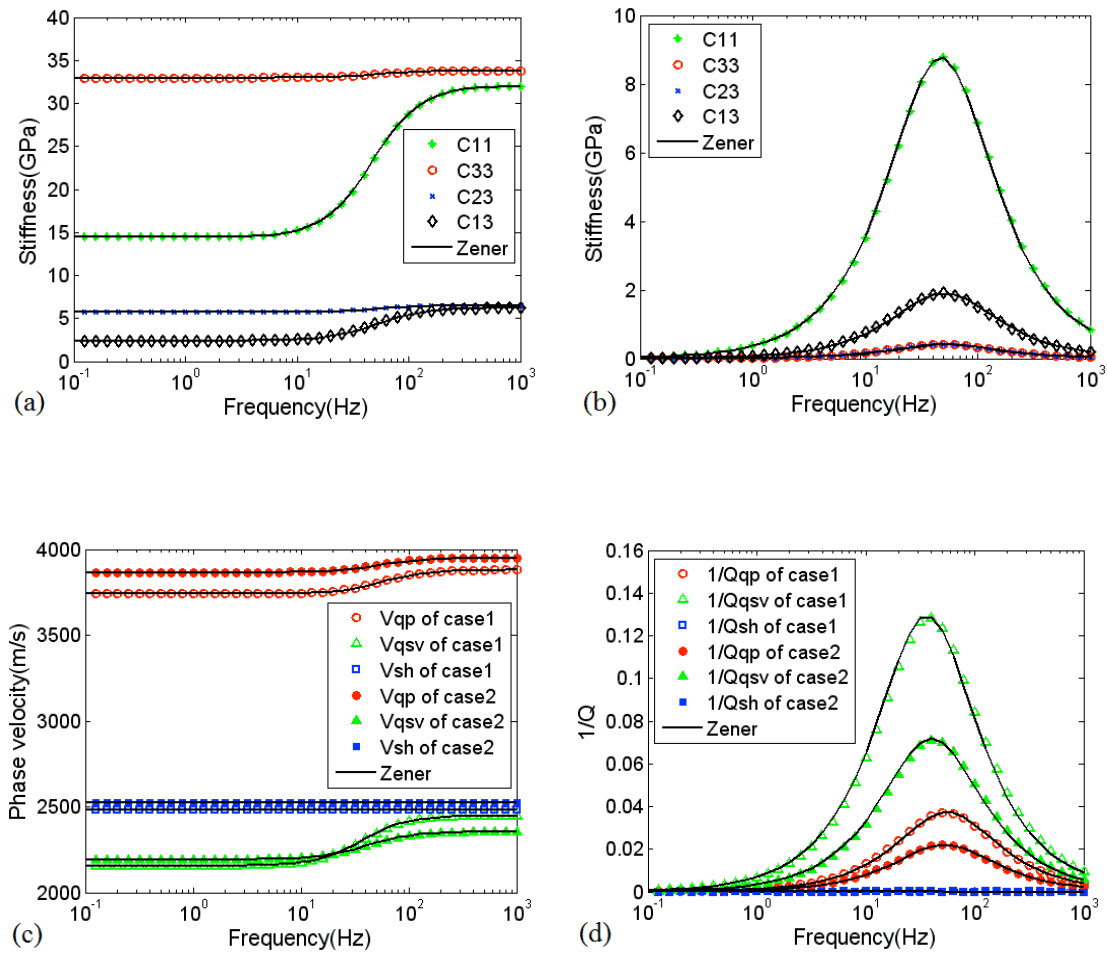 40
35
30
25
20
15
10
5
0
Stiffness(GPa)
C11
C33
C23
C13
Zener
10^-1
10^0
10^1
10^2
10^3
Frequency(Hz)
(a)
10
8
6
4
2
0
Stiffness(GPa)
C11
C33
C23
C13
Zener
10^-1
10^0
10^1
10^2
10^3
Frequency(Hz)
(b)
4000
3500
3000
2500
2000
Phase velocity(m/s)
Vqp of case1
Vqsv of case1
Vsh of case1
Vqp of case2
Vqsv of case2
Vsh of case2
Zener
10^-1
10^0
10^1
10^2
10^3
Frequency(Hz)
(c)
0.16
0.14
0.12
0.1
0.08
0.06
0.04
0.02
0
1/Q
1/Qqp of case1
1/Qqsv of case1
1/Qsh of case1
1/Qqp of case2
1/Qqsv of case2
1/Qsh of case2
Zener
10^-1
10^0
10^1
10^2
10^3
Frequency(Hz)
(d)